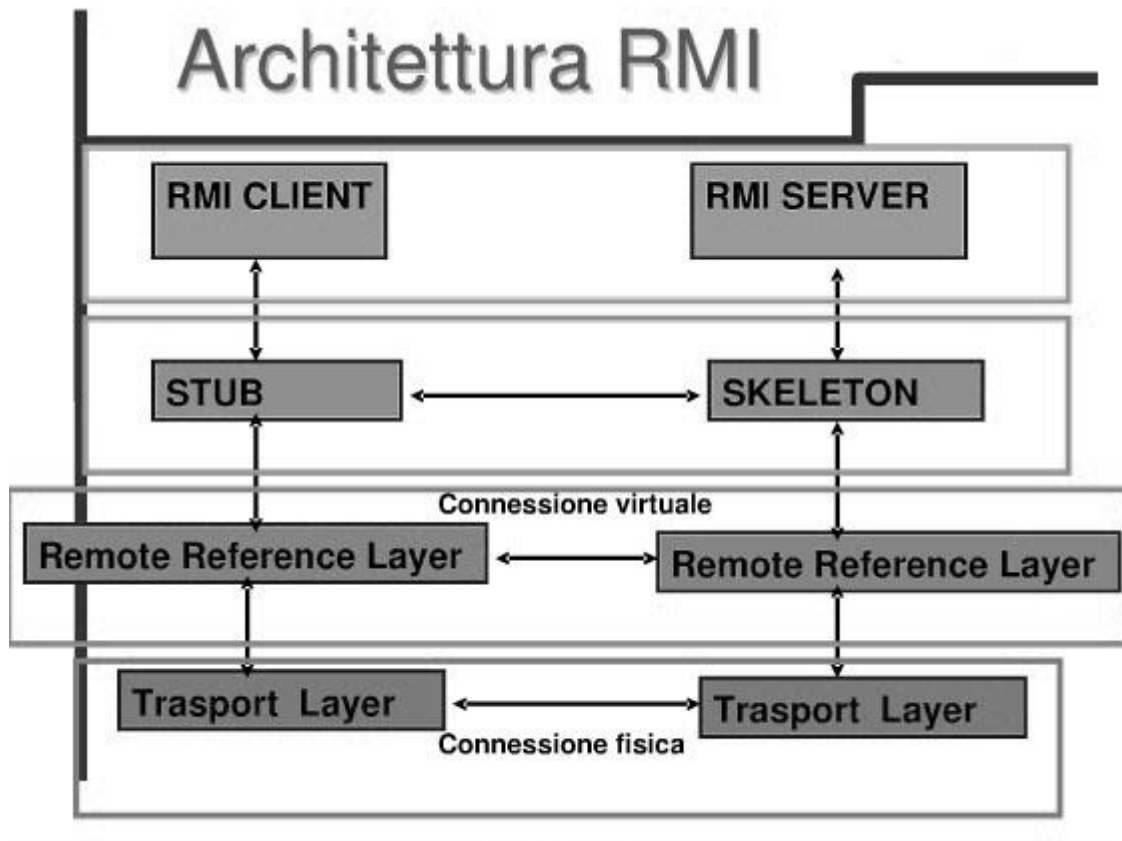 Architettura RMI
RMI CLIENT
RMI SERVER
STUB
SKELETON
Connessione virtuale
Remote Reference Layer
Remote Reference Layer
Trasport Layer
Trasport Layer
Connessione fisica